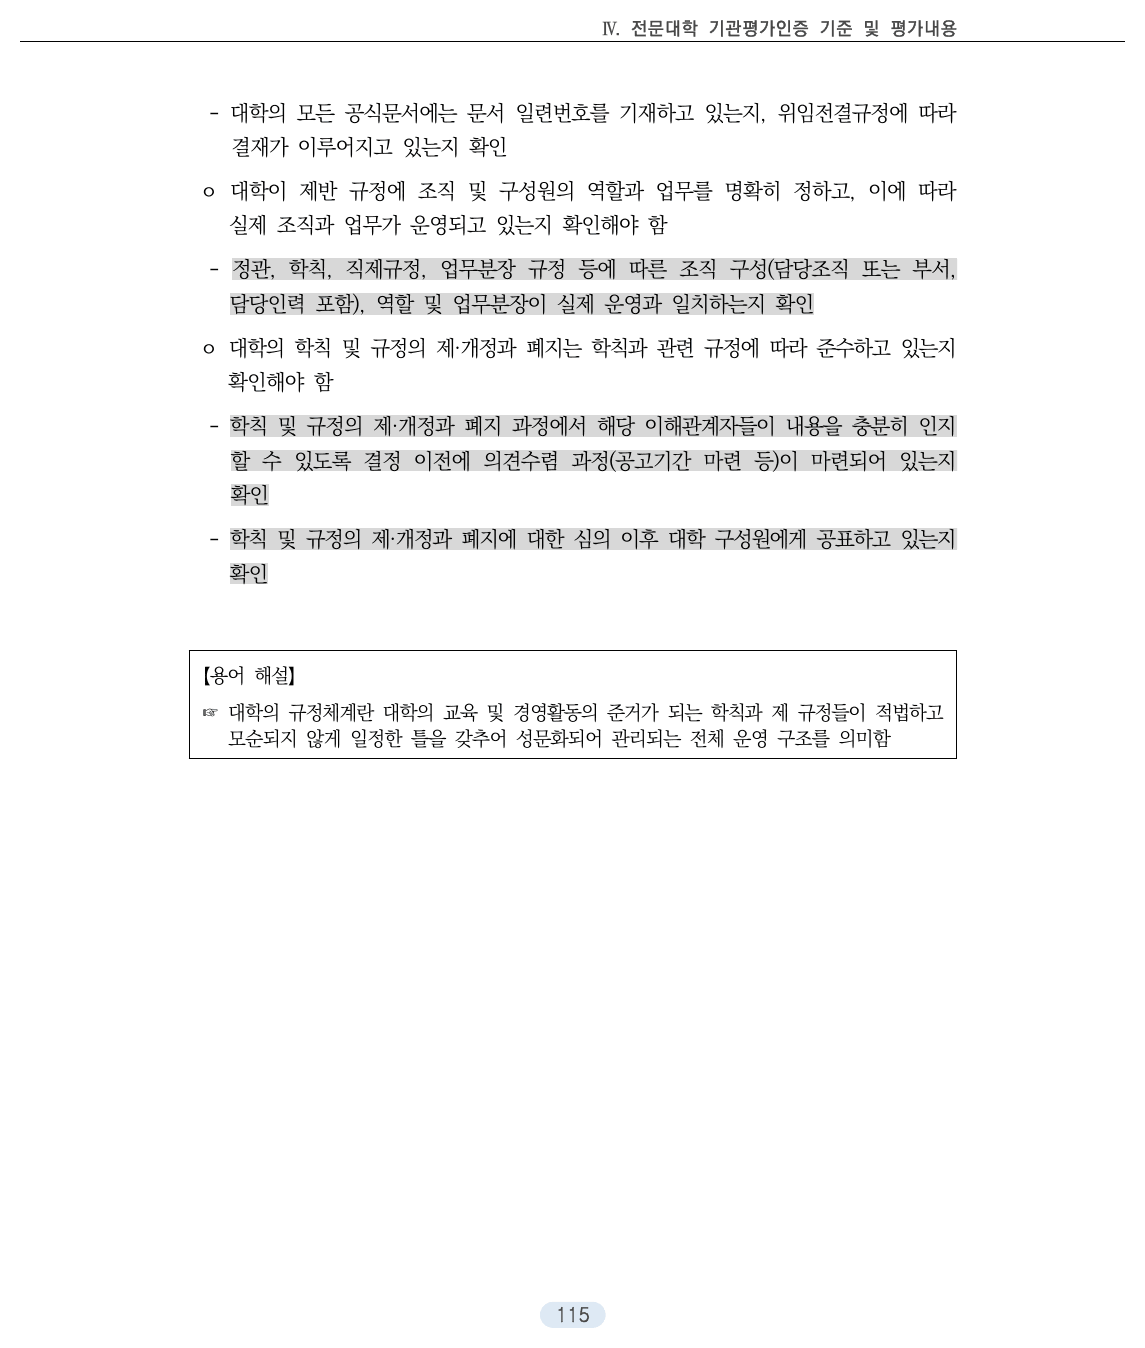 Ⅳ. 전문대학 기관평가인증 기준 및 평가내용
- 대학의 모든 공식문서에는 문서 일련번호를 기재하고 있는지, 위임전결규정에 따라
결재가 이루어지고 있는지 확인
ㅇ 대학이 제반 규정에 조직 및 구성원의 역할과 업무를 명확히 정하고, 이에 따라
실제 조직과 업무가 운영되고 있는지 확인해야 함
- 정관, 학칙, 직제규정, 업무분장 규정 등에 따른 조직 구성(담당조직 또는 부서,
담당인력 포함), 역할 및 업무분장이 실제 운영과 일치하는지 확인
ㅇ 대학의 학칙 및 규정의 제·개정과 폐지는 학칙과 관련 규정에 따라 준수하고 있는지
확인해야 함
- 학칙 및 규정의 제·개정과 폐지 과정에서 해당 이해관계자들이 내용을 충분히 인지
할 수 있도록 결정 이전에 의견수렴 과정(공고기간 마련 등)이 마련되어 있는지
확인
- 학칙 및 규정의 제·개정과 폐지에 대한 심의 이후 대학 구성원에게 공표하고 있는지
확인
【용어 해설】
☞ 대학의 규정체계란 대학의 교육 및 경영활동의 준거가 되는 학칙과 제 규정들이 적법하고
모순되지 않게 일정한 틀을 갖추어 성문화되어 관리되는 전체 운영 구조를 의미함
115